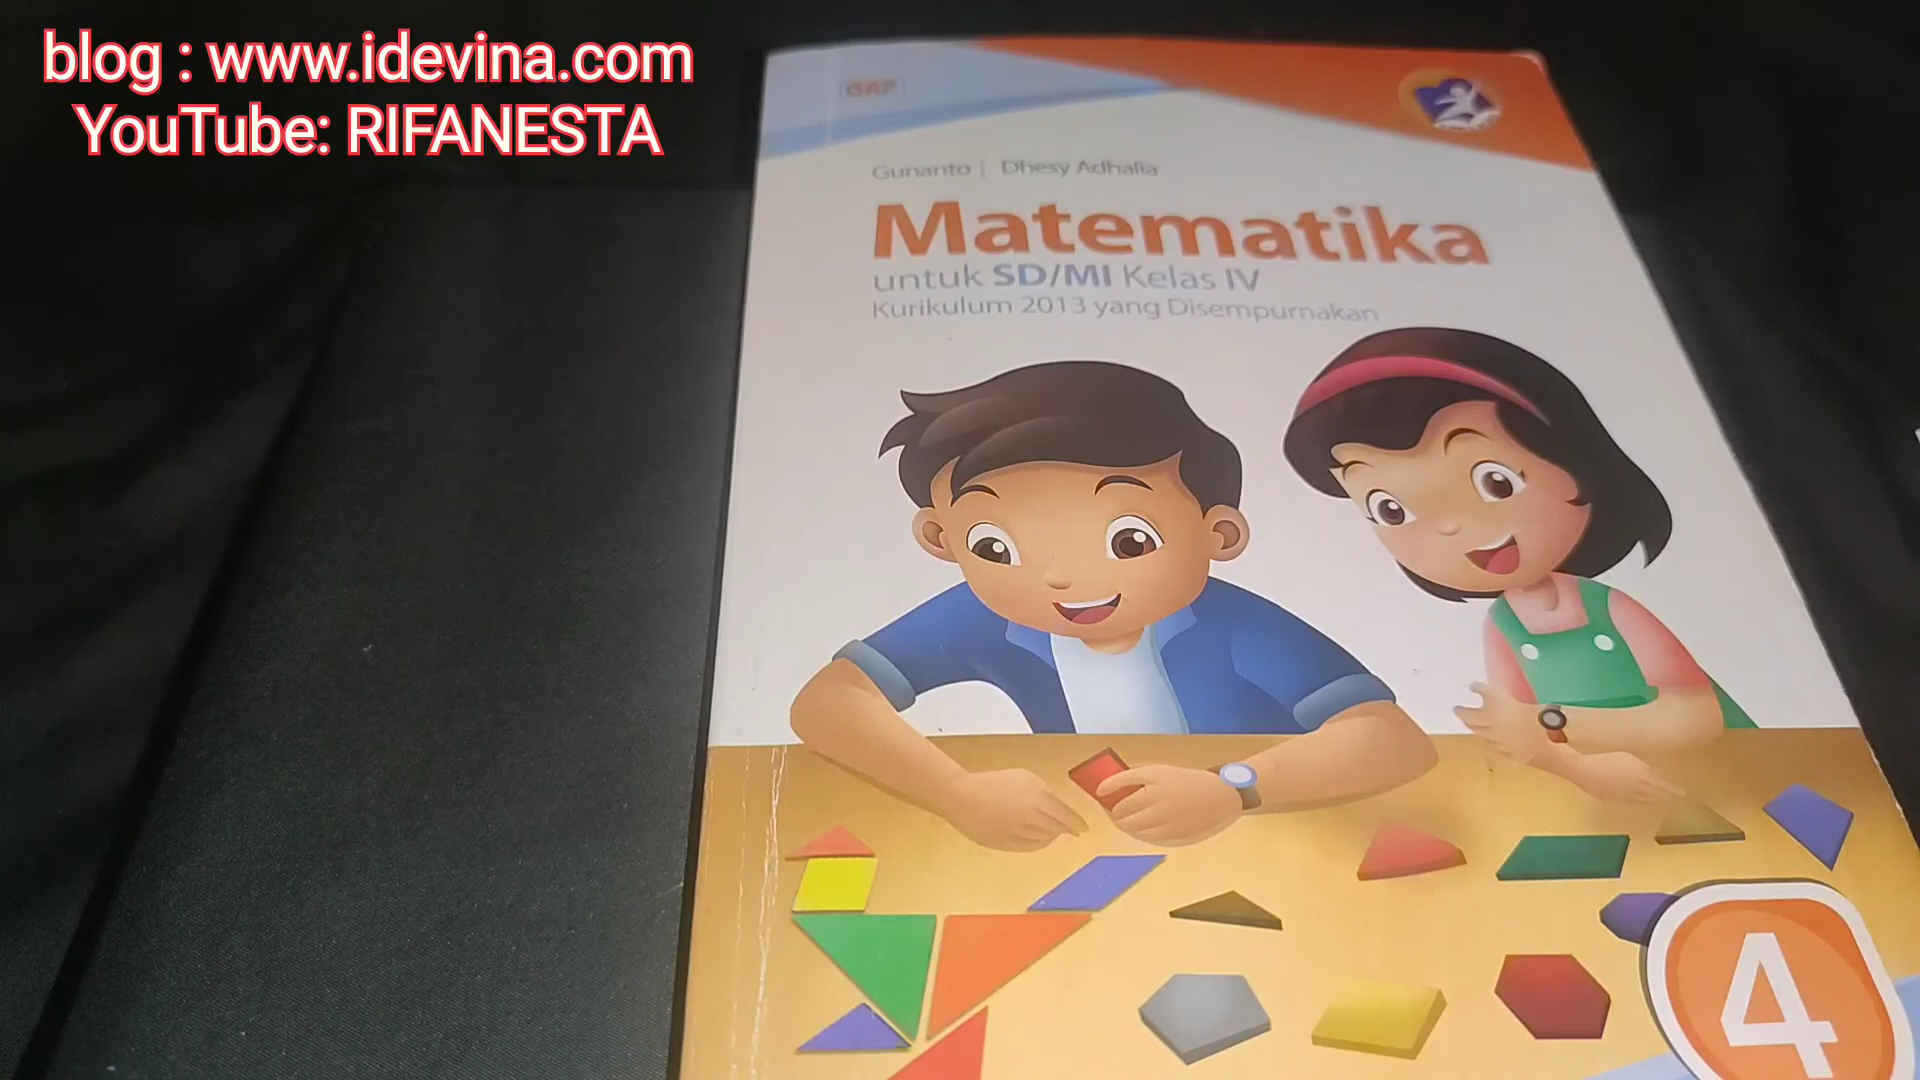 blog : www.idevina.com
YouTube: RIFANESTA
GAP
Gunanto | Dhesy Adhalia
Matematika
untuk SD/MI Kelas IV
Kurikulum 2013 yang Disempurnakan
4